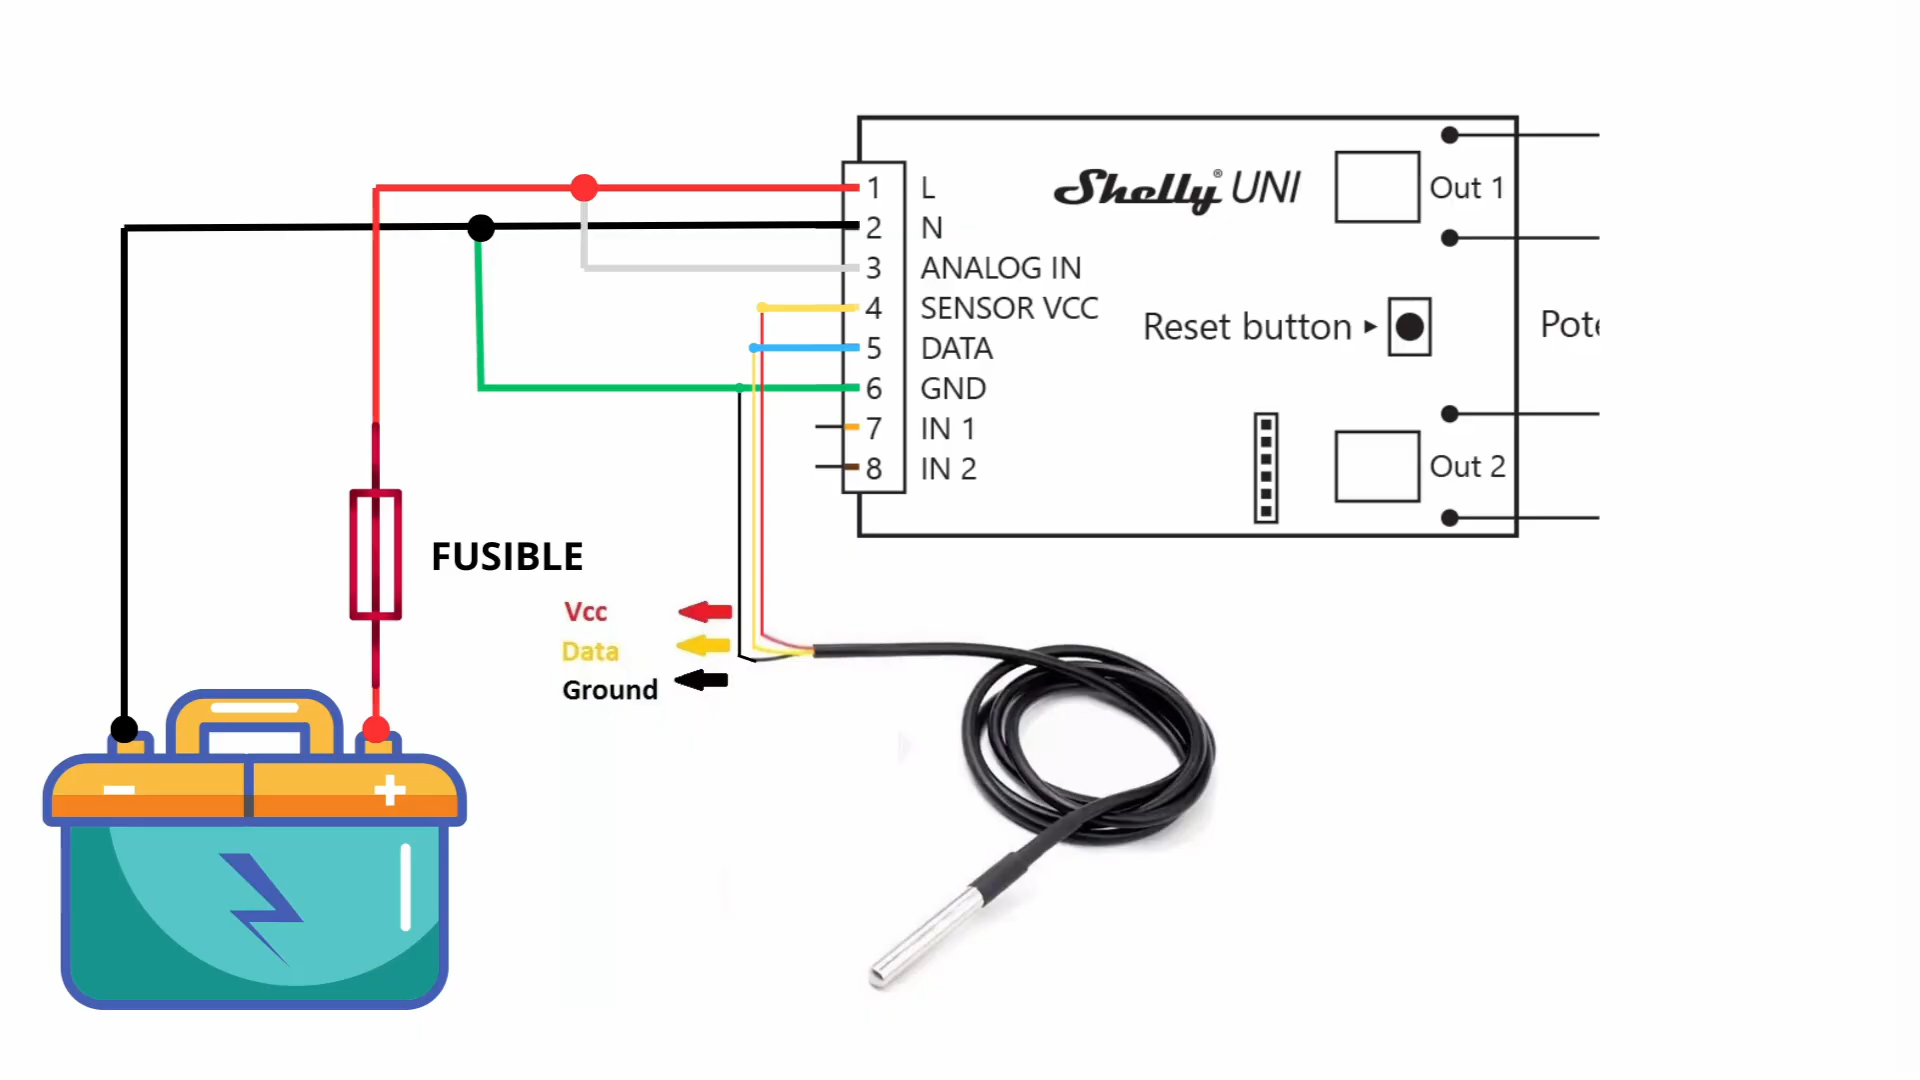 Shelly® UNI
1 L
2 N
3 ANALOG IN
4 SENSOR VCC
5 DATA
6 GND
7 IN 1
8 IN 2
Out 1
Reset button ▸
Pote
Out 2
FUSIBLE
Vcc
Data
Ground
− +